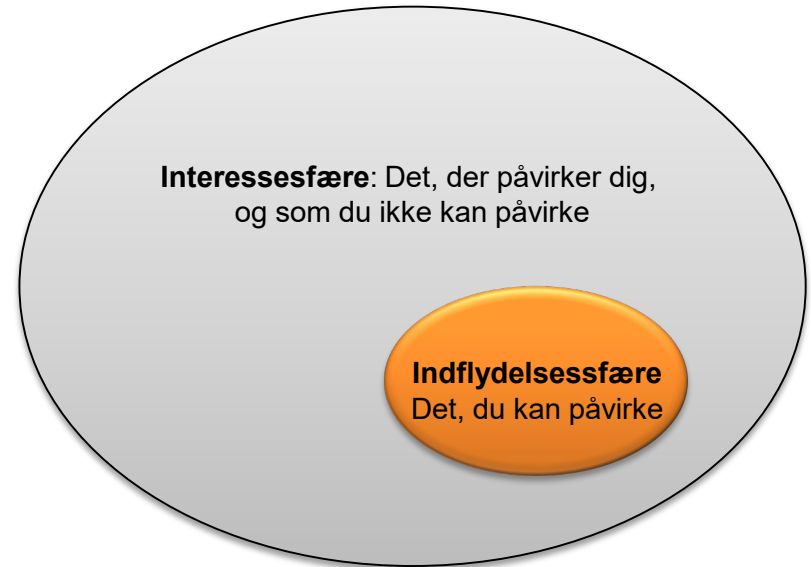 Interessesfære: Det, der påvirker dig,
og som du ikke kan påvirke
Indflydelsessfære
Det, du kan påvirke